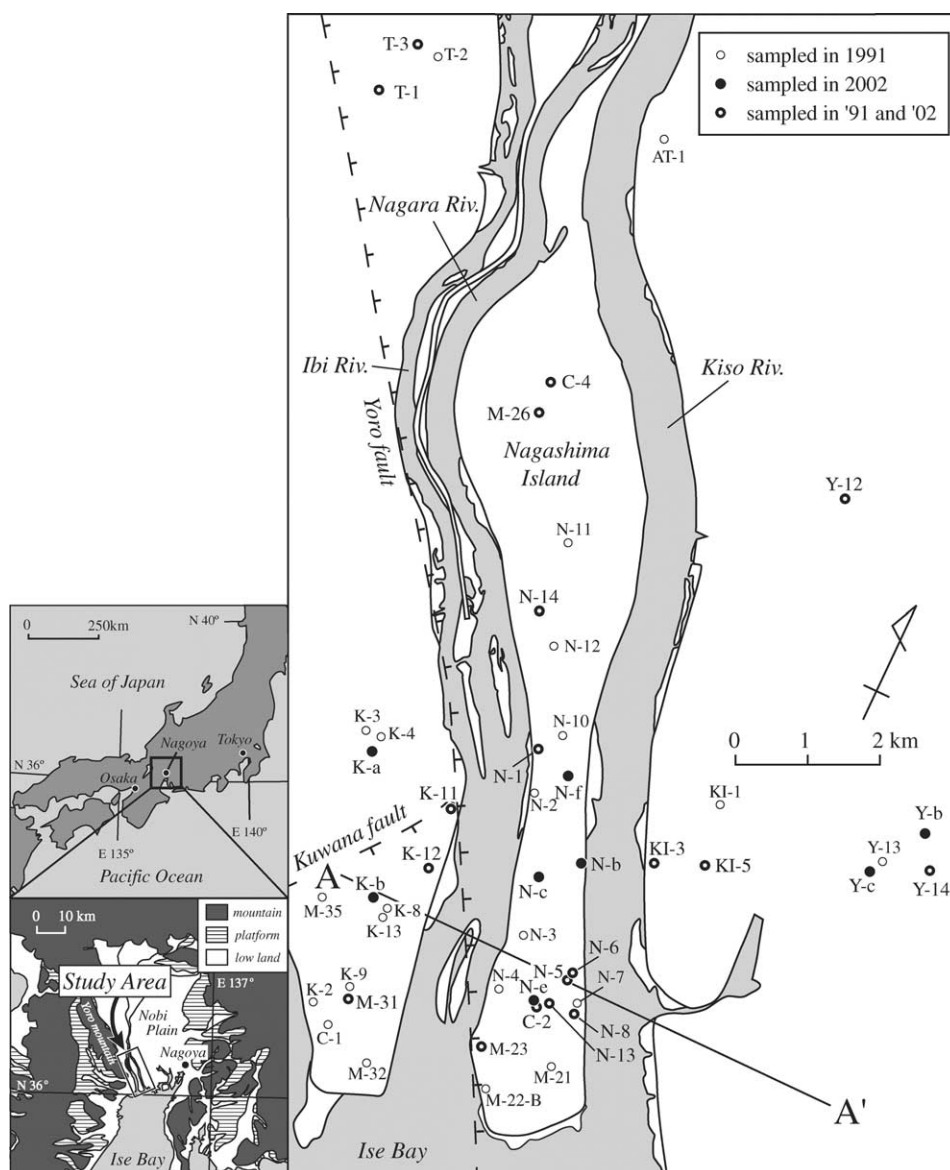 sampled in 1991
sampled in 2002
sampled in '91 and '02
T-3
T-2
T-1
AT-1
Nagara Riv.
Ibi Riv.
Kiso Riv.
Yoro fault
C-4
M-26
Nagashima
Island
Y-12
N-11
N-14
N-12
K-3
K-4
K-a
N-10
N-1
N-2
N-f
0 2 km
KI-1
K-11
Kuwana fault
K-12
A
K-b
M-35
K-8
K-13
N-c
N-b
KI-3
KI-5
Y-b
Y-13
Y-c
Y-14
N-3
N-6
N-5
N-4
N-e
N-7
K-9
K-2
M-31
C-1
C-2
N-8
N-13
M-23
M-32
M-21
M-22-B
A'
Ise Bay
0 250km
N 40°
Sea of Japan
Nagoya
Tokyo
N 36°
Osaka
E 140°
E 135°
Pacific Ocean
0 10 km
mountain
platform
low land
Study Area
E 137°
Nobi
Plain
Yoro mountain
Nagoya
N 36°
Ise Bay